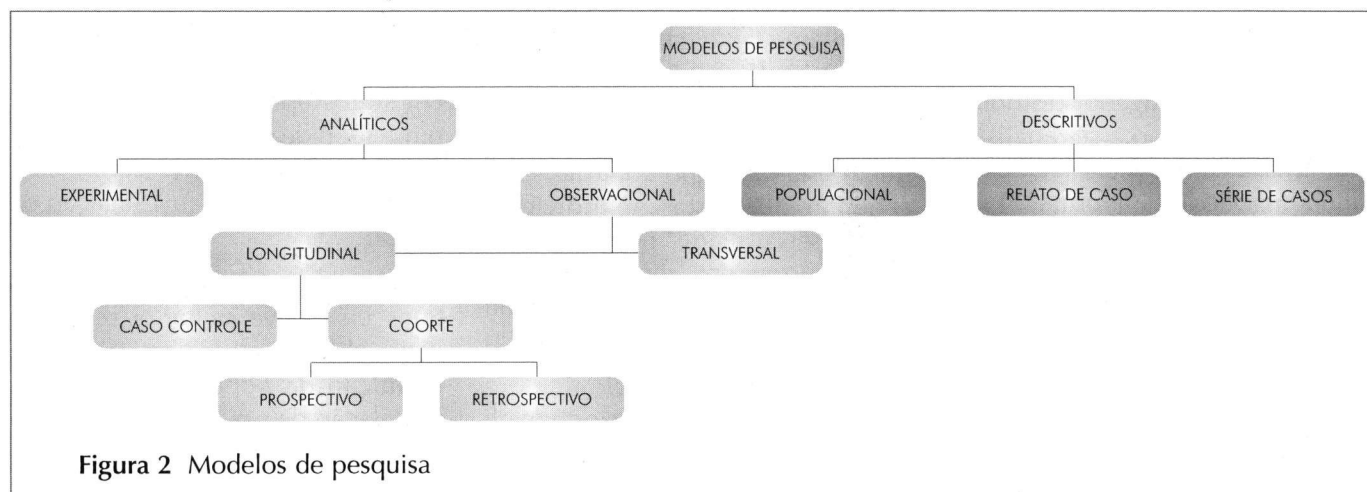 MODELOS DE PESQUISA
ANALÍTICOS
DESCRITIVOS
EXPERIMENTAL
OBSERVACIONAL
POPULACIONAL
RELATO DE CASO
SÉRIE DE CASOS
LONGITUDINAL
TRANSVERSAL
CASO CONTROLE
COORTE
PROSPECTIVO
RETROSPECTIVO
Figura 2 Modelos de pesquisa